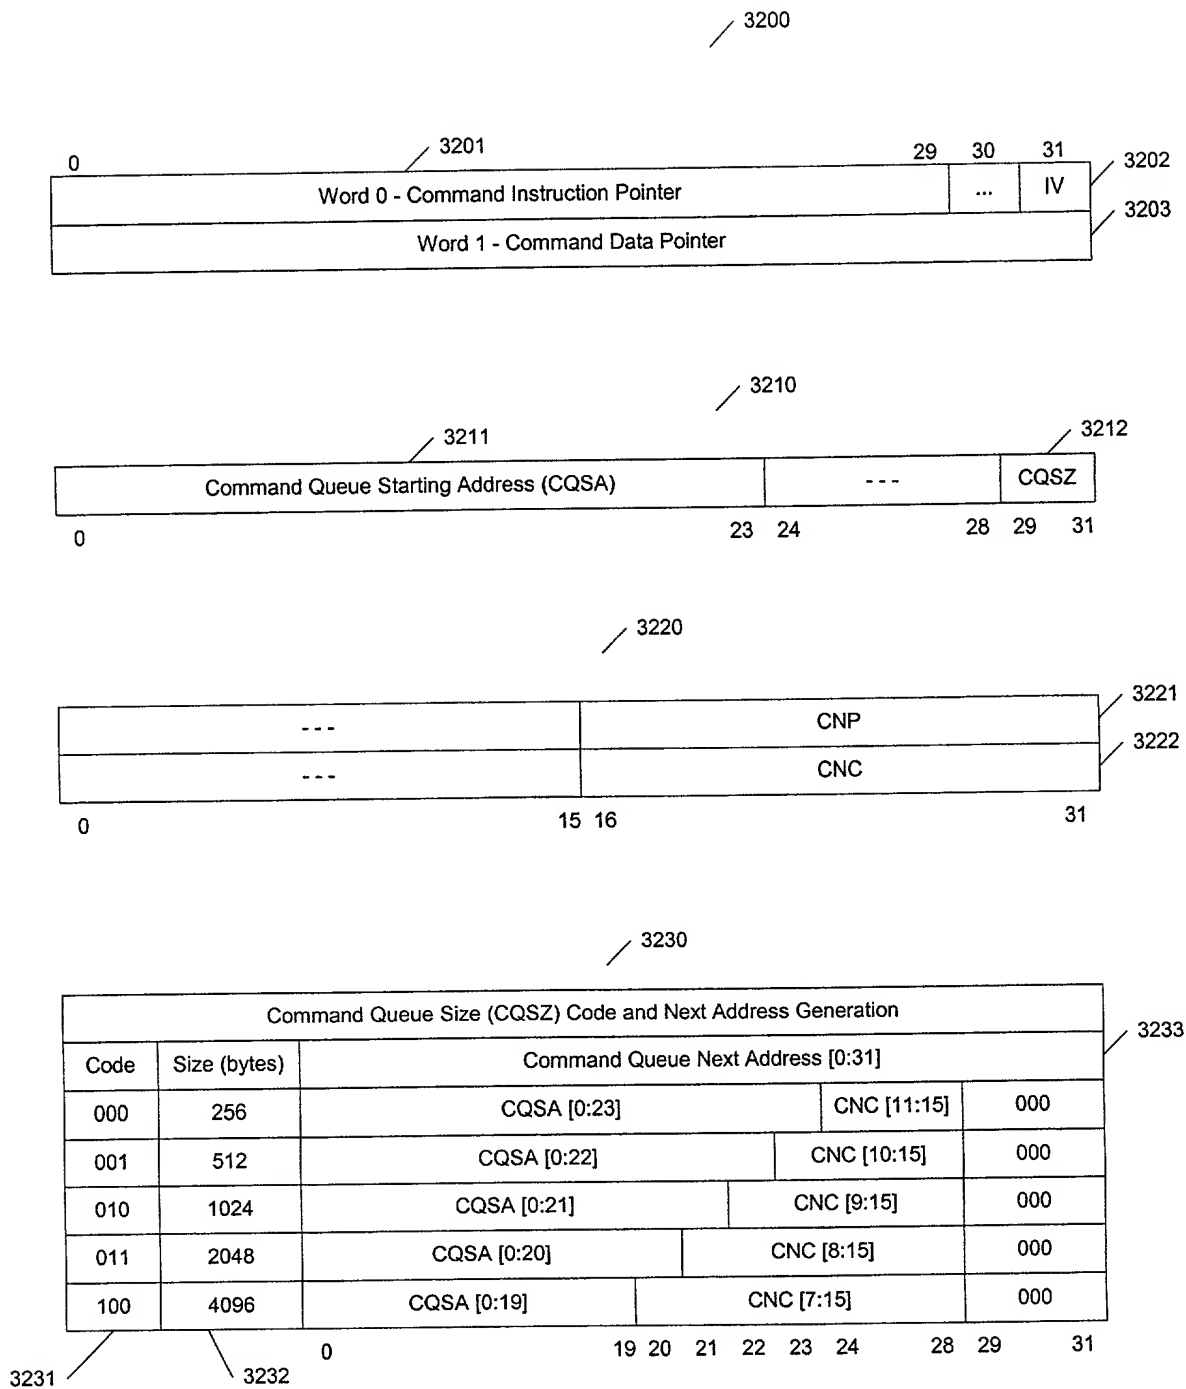 3200
3201
0 29 30 31
3202
Word 0 - Command Instruction Pointer ... IV
3203
Word 1 - Command Data Pointer
3210
3211 3212
Command Queue Starting Address (CQSA) --- CQSZ
0 23 24 28 29 31
3220
3221
--- CNP
3222
--- CNC
0 15 16 31
3230
Command Queue Size (CQSZ) Code and Next Address Generation
3233
Code Size (bytes) Command Queue Next Address [0:31]
000 256 CQSA [0:23] CNC [11:15] 000
001 512 CQSA [0:22] CNC [10:15] 000
010 1024 CQSA [0:21] CNC [9:15] 000
011 2048 CQSA [0:20] CNC [8:15] 000
100 4096 CQSA [0:19] CNC [7:15] 000
0 19 20 21 22 23 24 28 29 31
3231 3232